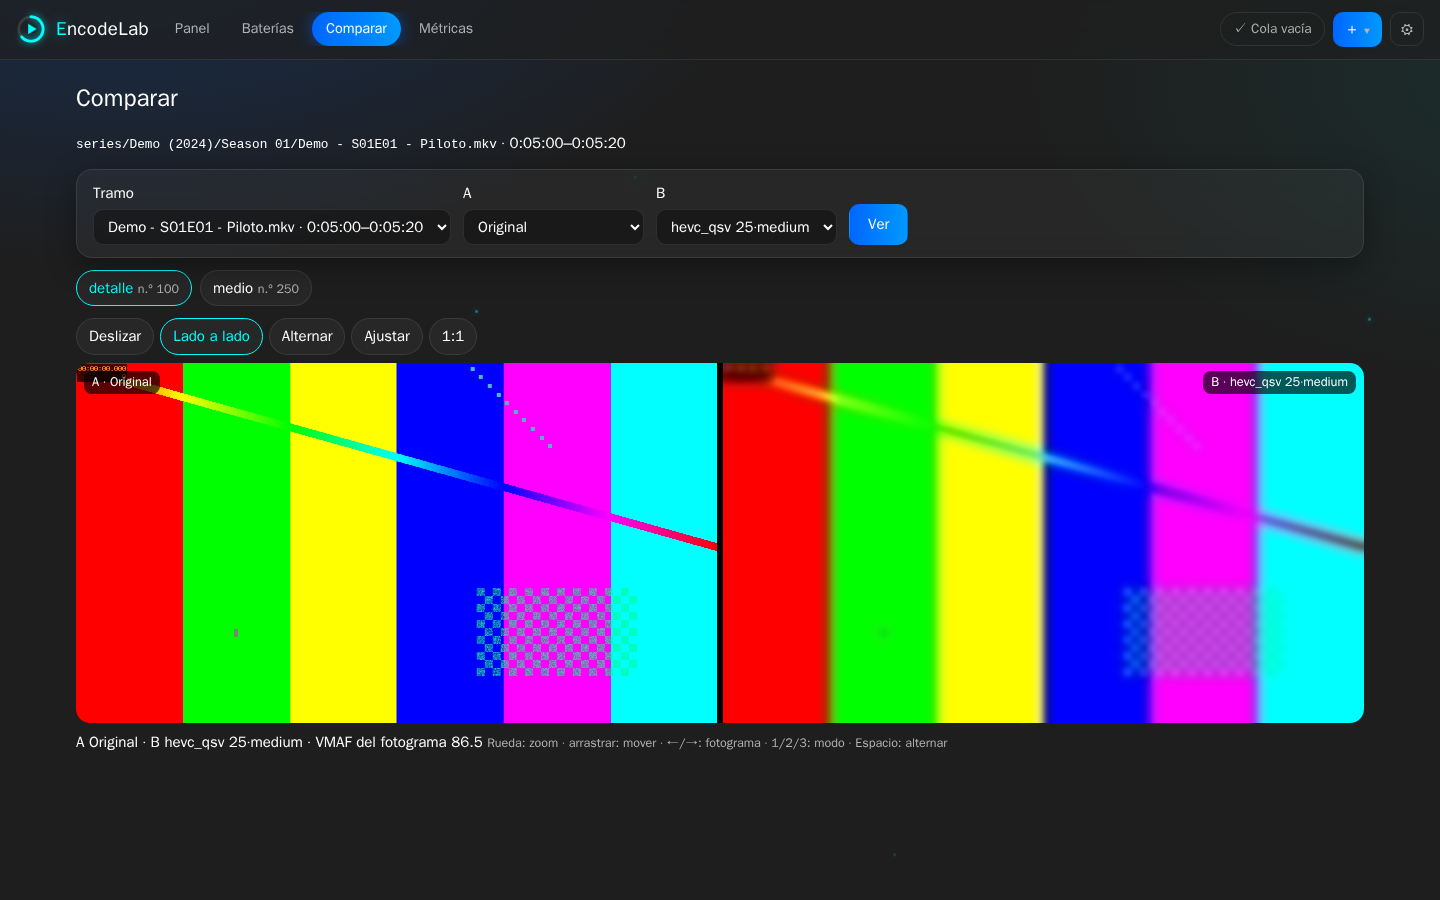 EncodeLab Panel Baterías Comparar Métricas ✓ Cola vacía + ▾ ⚙
Comparar
series/Demo (2024)/Season 01/Demo - S01E01 - Piloto.mkv · 0:05:00–0:05:20
Tramo A B
Demo - S01E01 - Piloto.mkv · 0:05:00–0:05:20 Original hevc_qsv 25·medium Ver
detalle n.º 100 medio n.º 250
Deslizar Lado a lado Alternar Ajustar 1:1
A · Original B · hevc_qsv 25·medium
A Original · B hevc_qsv 25·medium · VMAF del fotograma 86.5 Rueda: zoom · arrastrar: mover · ←/→: fotograma · 1/2/3: modo · Espacio: alternar